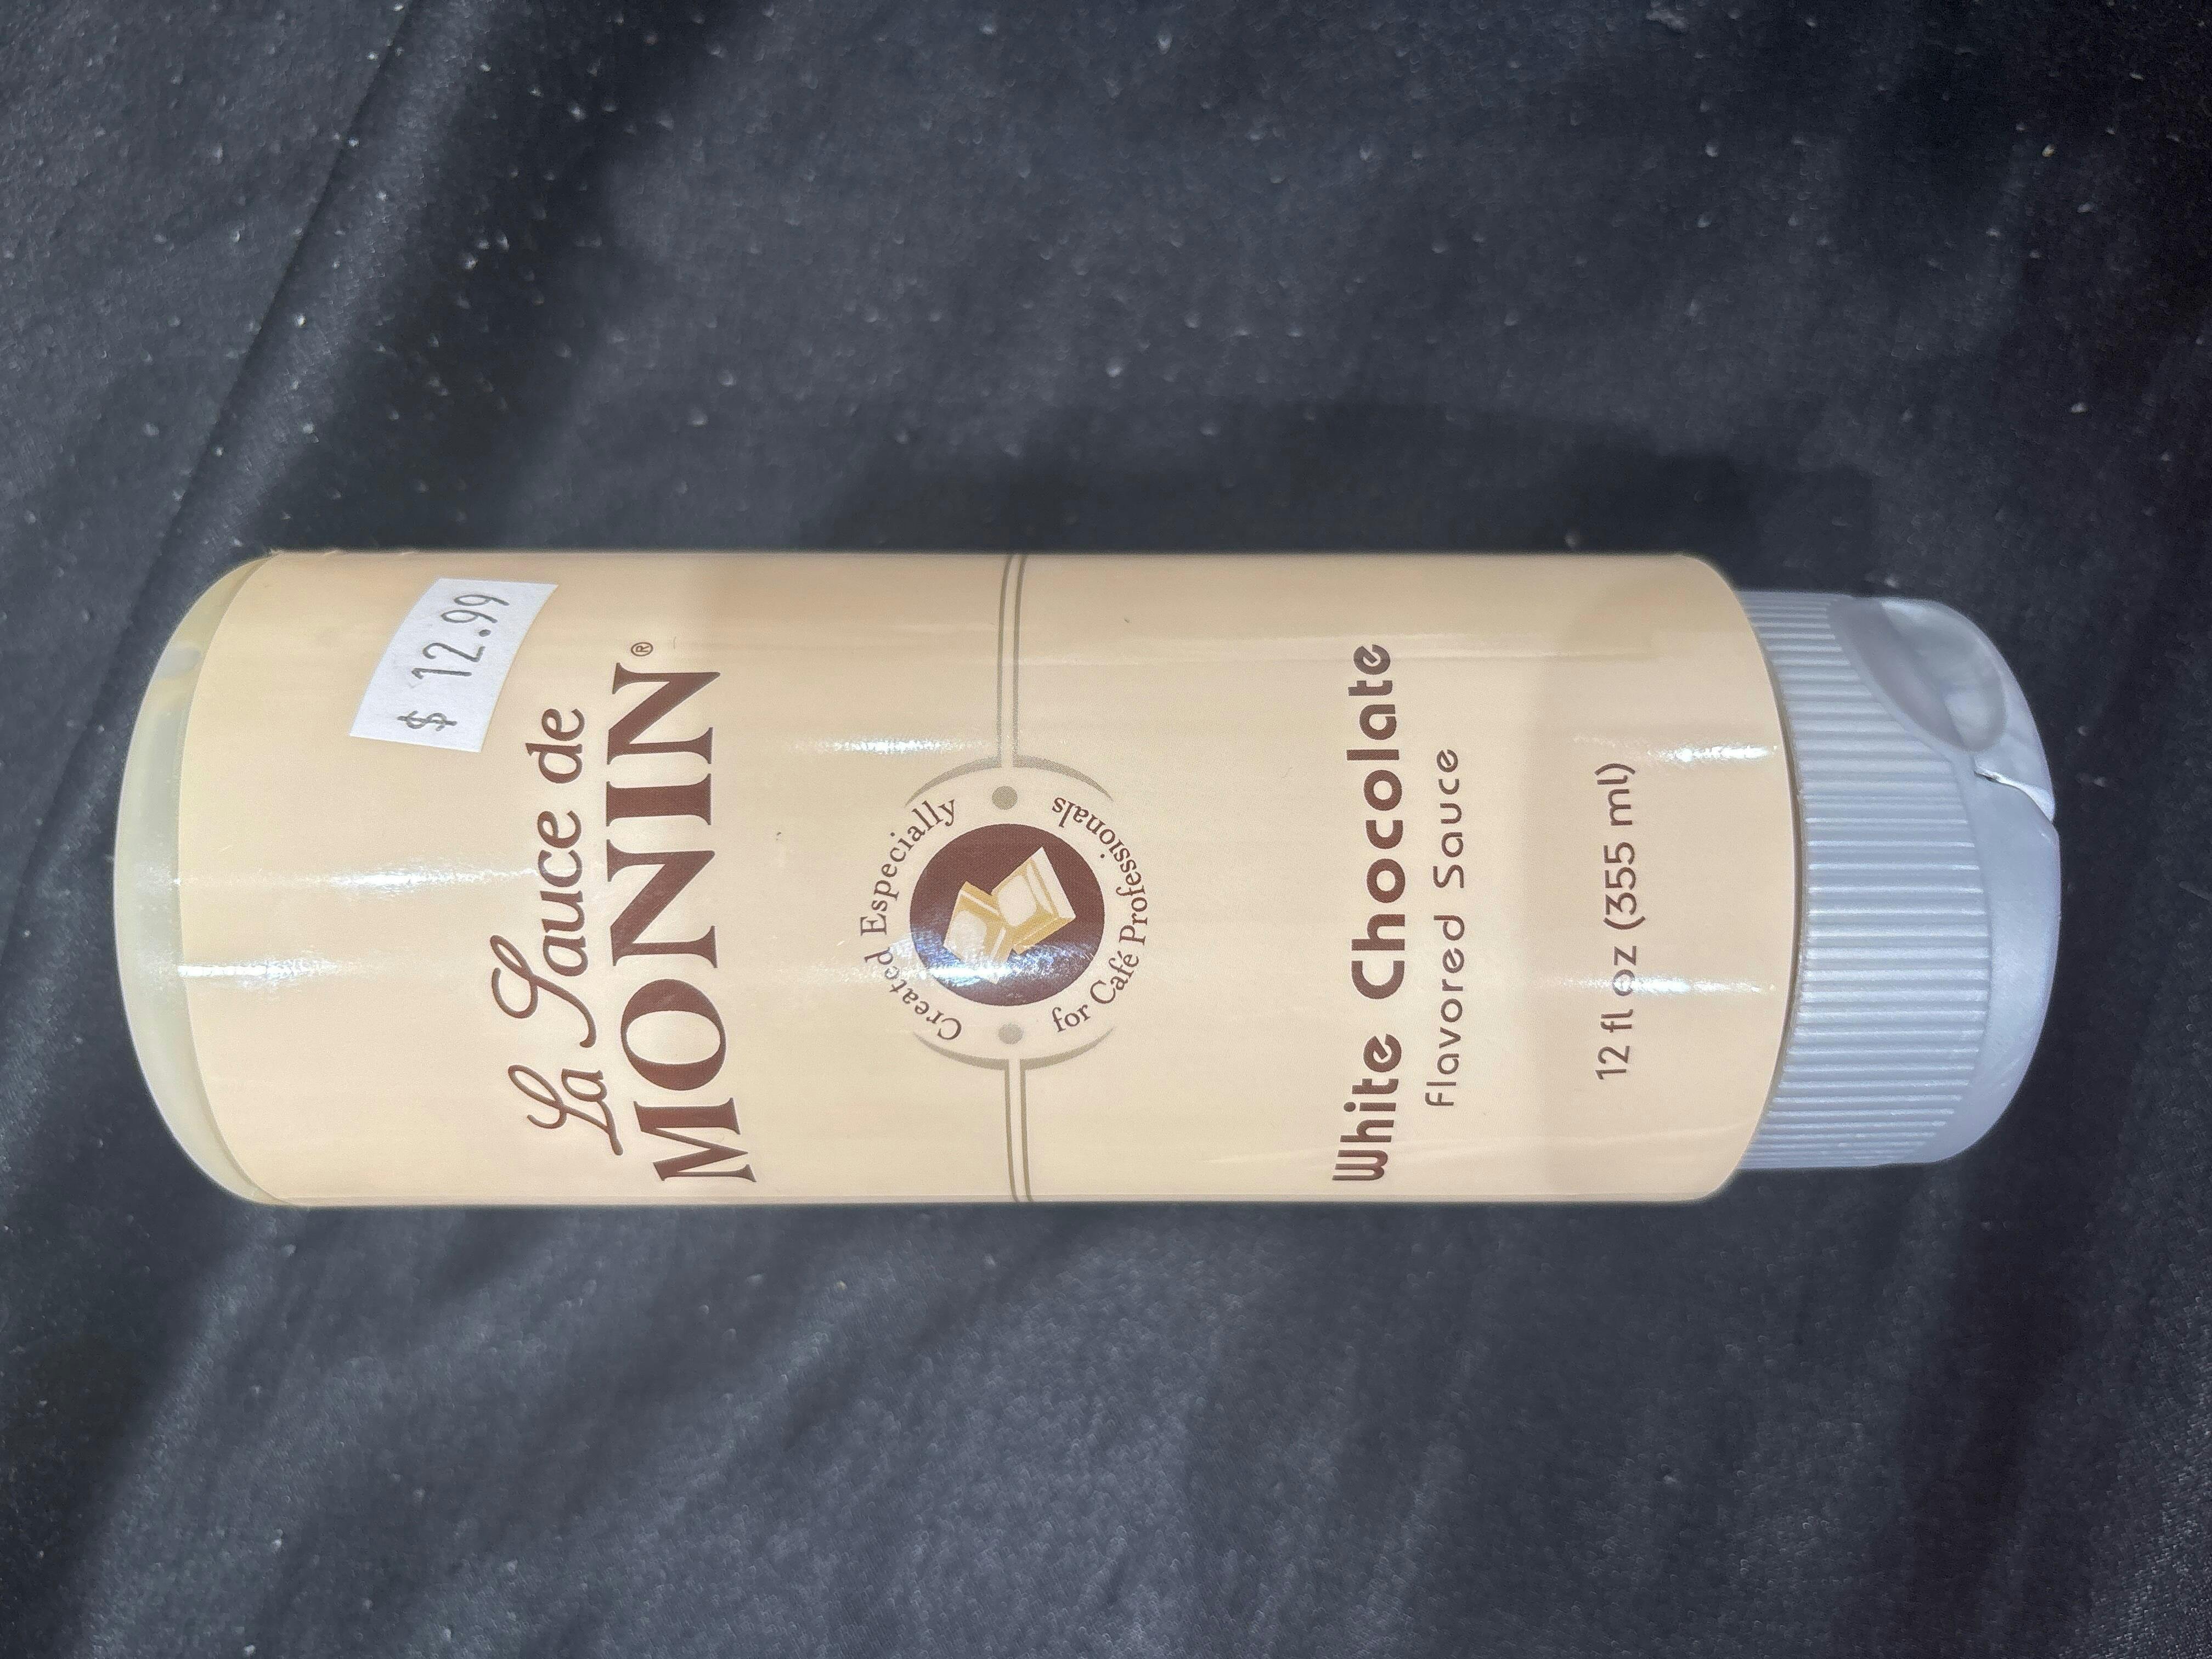 $ 12.99
La Sauce de
MONIN®
Created Especially
for Café Professionals
White Chocolate
Flavored Sauce
12 fl oz (355 ml)